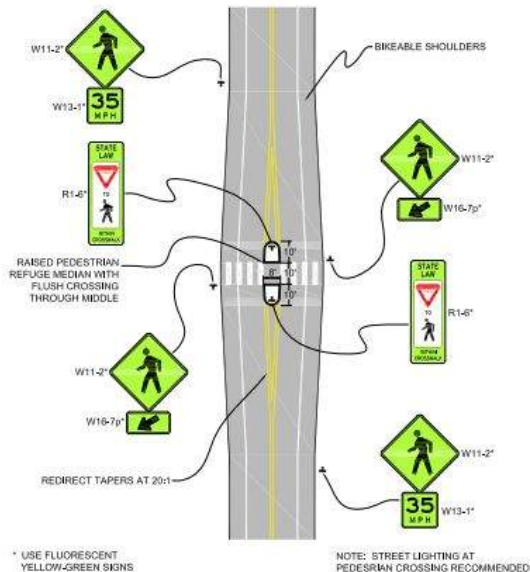 W11-2*
BIKEABLE SHOULDERS
W13-1*
35
MPH
STATE
LAW
R1-6*
TO
WITHIN
CROSSWALK
W11-2*
W16-7p*
10'
RAISED PEDESTRIAN
REFUGE MEDIAN WITH
FLUSH CROSSING
THROUGH MIDDLE
8'
10'
10'
STATE
LAW
TO
R1-6*
WITHIN
CROSSWALK
W11-2*
W16-7p*
W11-2*
REDIRECT TAPERS AT 20:1
35
MPH
W13-1*
* USE FLUORESCENT
YELLOW-GREEN SIGNS
NOTE: STREET LIGHTING AT
PEDESRIAN CROSSING RECOMMENDED